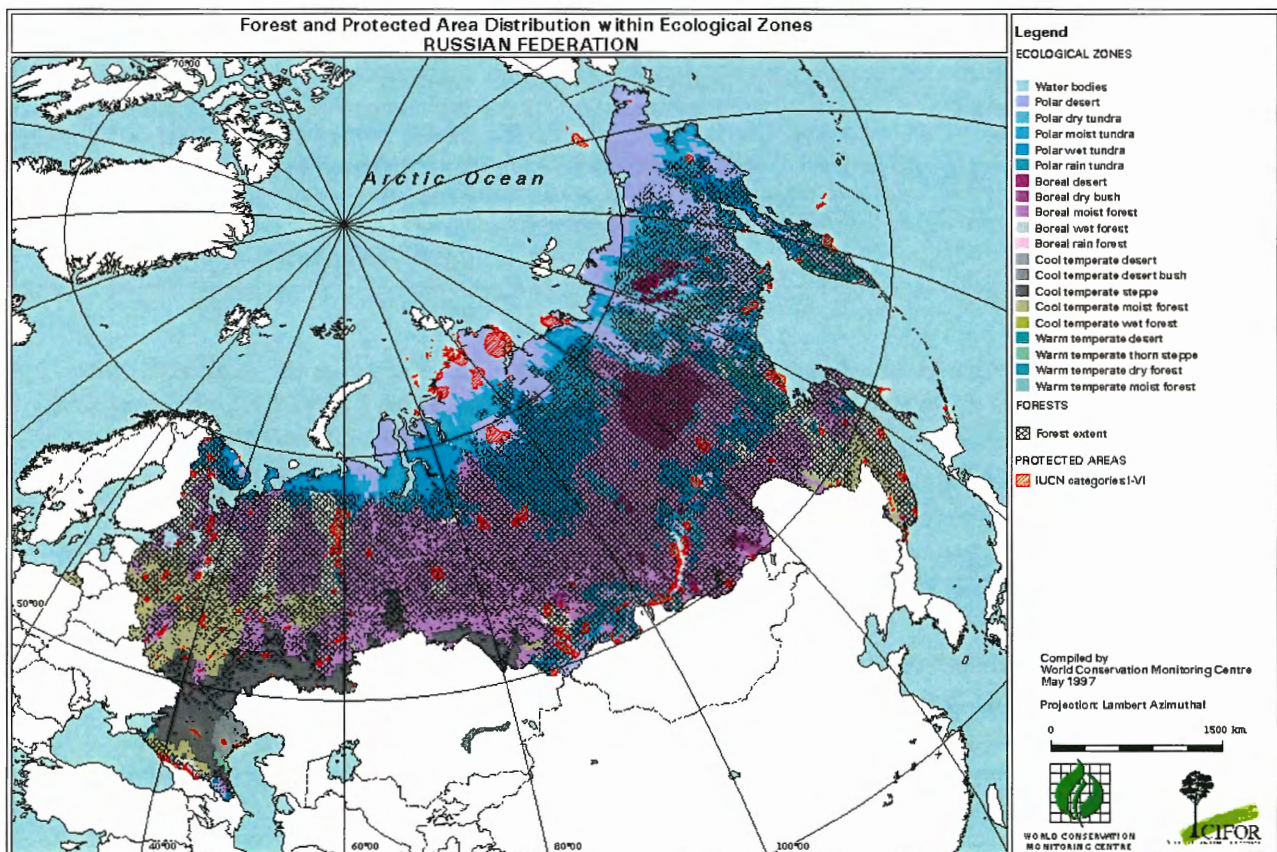 Forest and Protected Area Distribution within Ecological Zones
RUSSIAN FEDERATION
70°00
Arctic Ocean
50°00
40°00
60°00
80°00
100°00
Legend
ECOLOGICAL ZONES
Water bodies
Polar desert
Polar dry tundra
Polar moist tundra
Polar wet tundra
Polar rain tundra
Boreal desert
Boreal dry bush
Boreal moist forest
Boreal wet forest
Boreal rain forest
Cool temperate desert
Cool temperate desert bush
Cool temperate steppe
Cool temperate moist forest
Cool temperate wet forest
Warm temperate desert
Warm temperate thorn steppe
Warm temperate dry forest
Warm temperate moist forest
FORESTS
Forest extent
PROTECTED AREAS
IUCN categories I-VI
Compiled by
World Conservation Monitoring Centre
May 1997
Projection: Lambert Azimuthal
0 1500 km
WORLD CONSERVATION
MONITORING CENTRE
CIFOR